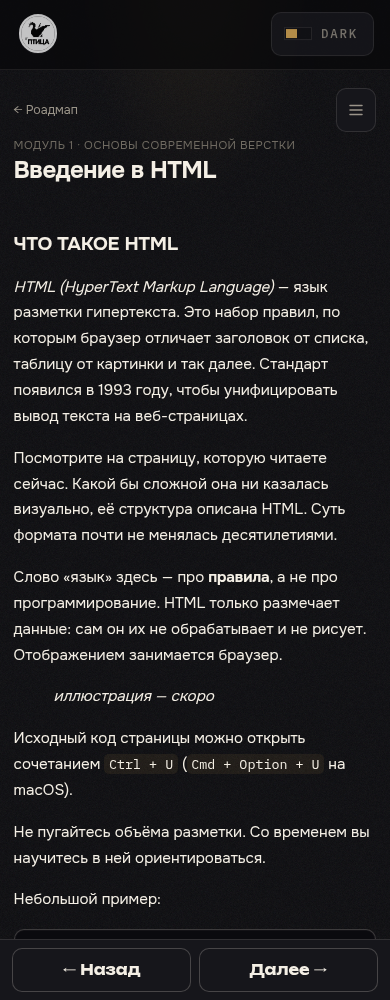 ПТИЦА
DARK
← Роадмап
МОДУЛЬ 1 · ОСНОВЫ СОВРЕМЕННОЙ ВЕРСТКИ
Введение в HTML
ЧТО ТАКОЕ HTML
HTML (HyperText Markup Language) — язык
разметки гипертекста. Это набор правил, по
которым браузер отличает заголовок от списка,
таблицу от картинки и так далее. Стандарт
появился в 1993 году, чтобы унифицировать
вывод текста на веб-страницах.
Посмотрите на страницу, которую читаете
сейчас. Какой бы сложной она ни казалась
визуально, её структура описана HTML. Суть
формата почти не менялась десятилетиями.
Слово «язык» здесь — про правила, а не про
программирование. HTML только размечает
данные: сам он их не обрабатывает и не рисует.
Отображением занимается браузер.
иллюстрация — скоро
Исходный код страницы можно открыть
сочетанием Ctrl + U (Cmd + Option + U на
macOS).
Не пугайтесь объёма разметки. Со временем вы
научитесь в ней ориентироваться.
Небольшой пример:
← Назад
Далее →